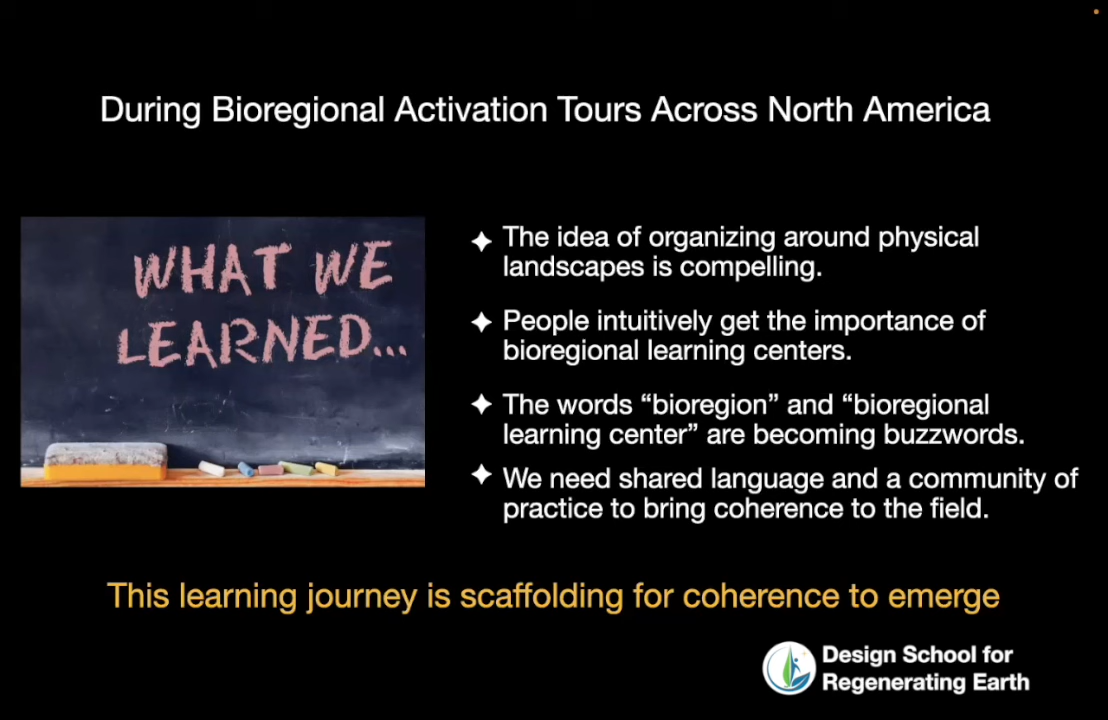 During Bioregional Activation Tours Across North America
WHAT WE
LEARNED...
The idea of organizing around physical
landscapes is compelling.
People intuitively get the importance of
bioregional learning centers.
The words “bioregion” and “bioregional
learning center” are becoming buzzwords.
We need shared language and a community of
practice to bring coherence to the field.
This learning journey is scaffolding for coherence to emerge
Design School for
Regenerating Earth